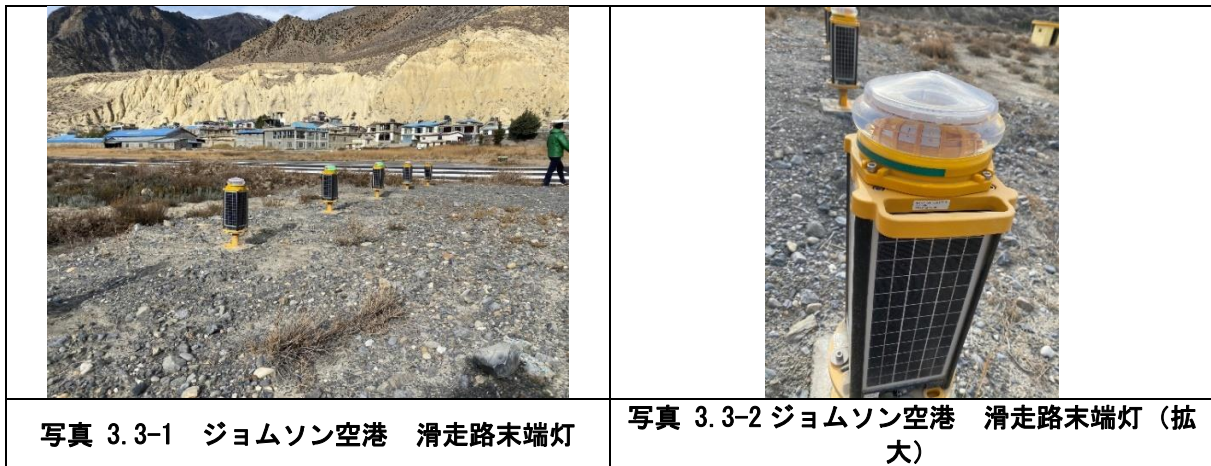 写真 3.3-1　ジョムソン空港　滑走路末端灯
写真 3.3-2 ジョムソン空港　滑走路末端灯（拡
大）